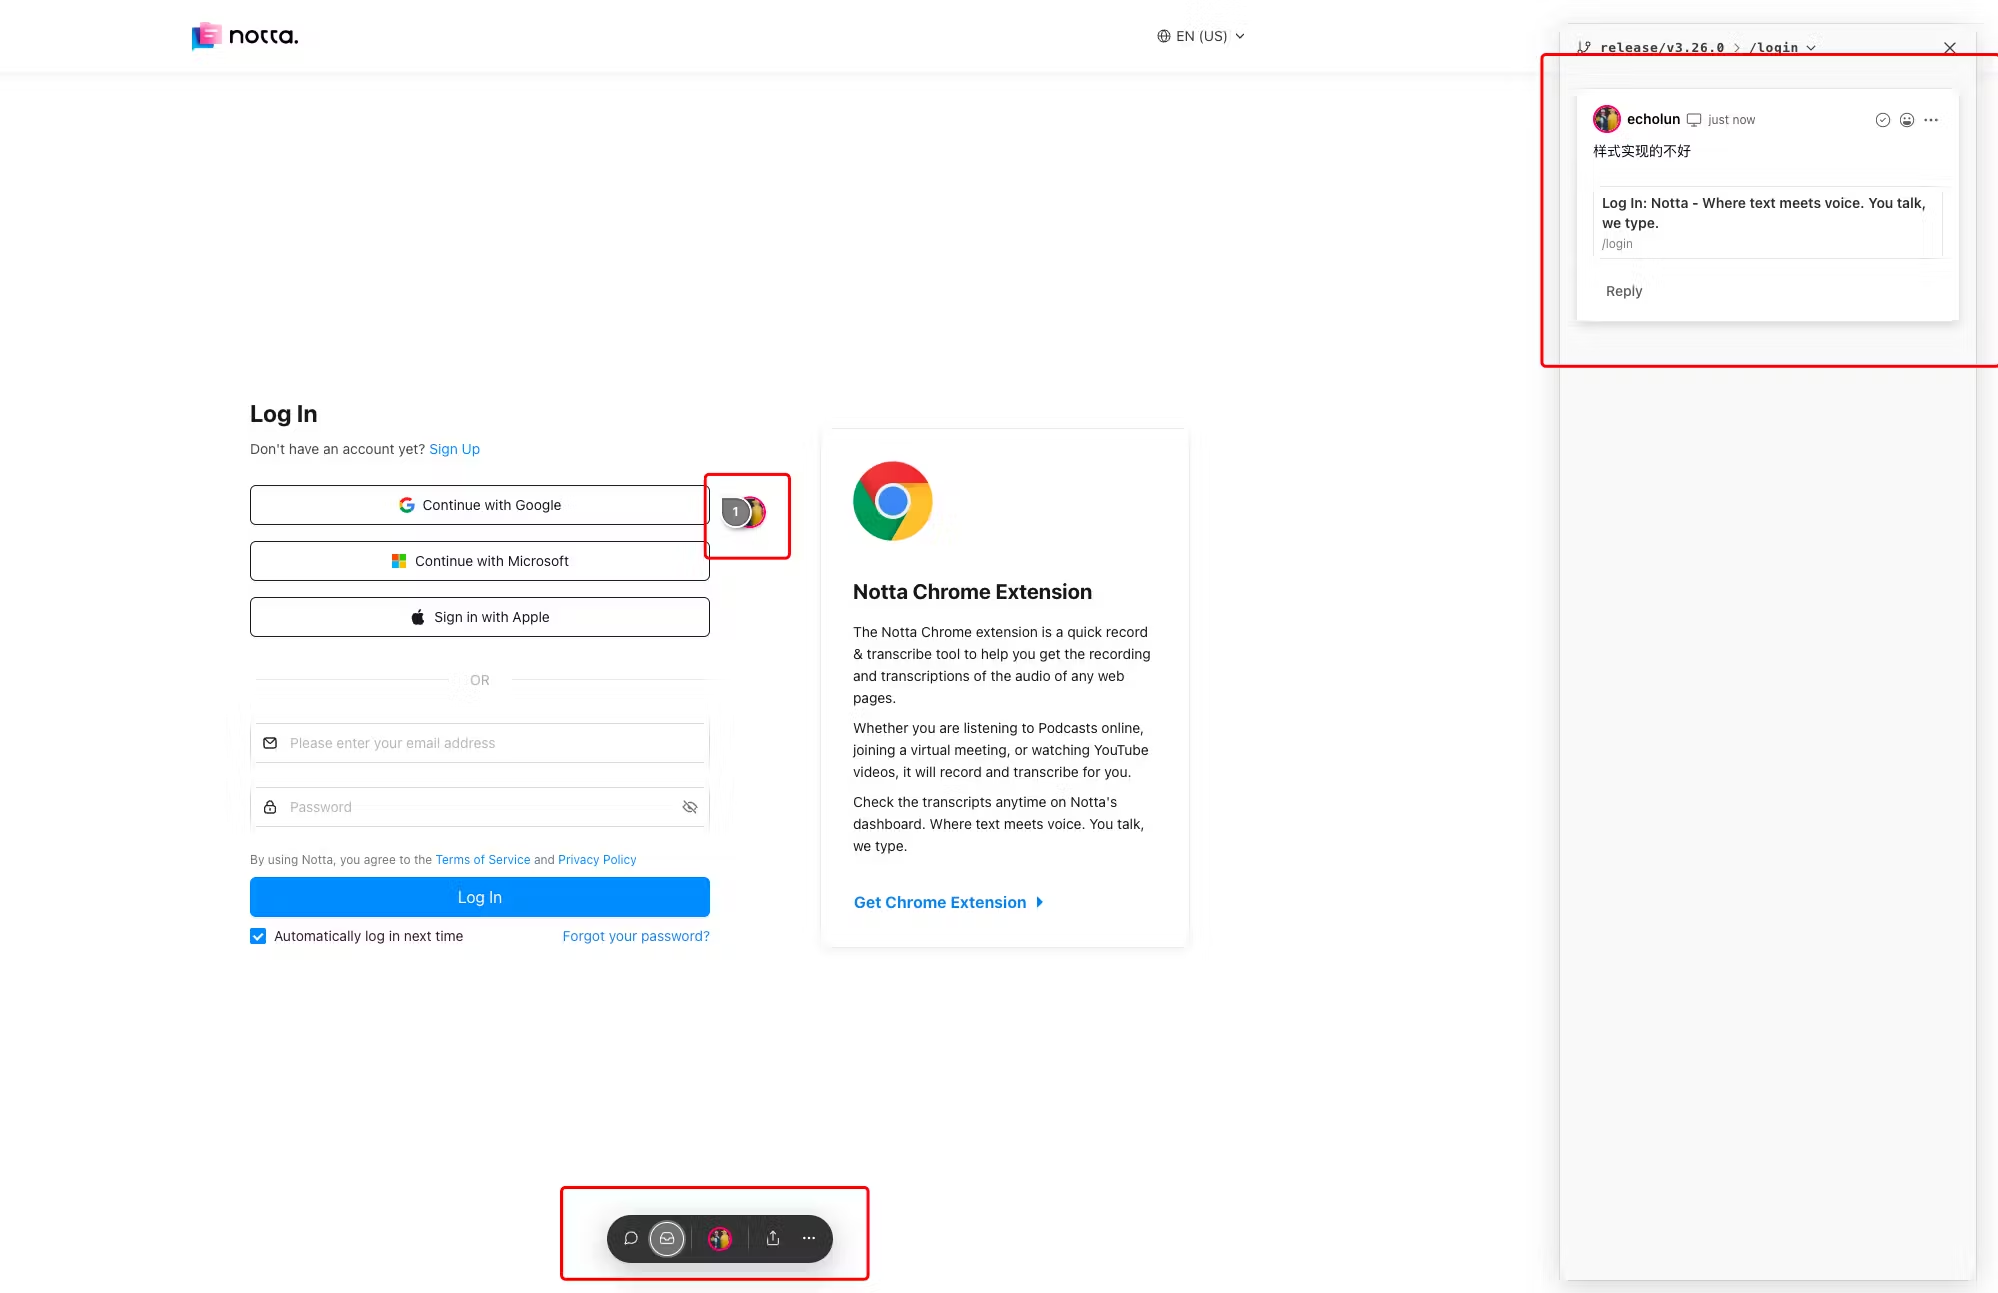 notta.
EN (US)
release/v3.26.0 > /login
echolun just now
样式实现的不好
Log In: Notta - Where text meets voice. You talk,
we type.
/login
Reply
Log In
Don't have an account yet? Sign Up
Continue with Google
1
Continue with Microsoft
Sign in with Apple
OR
Please enter your email address
Password
By using Notta, you agree to the Terms of Service and Privacy Policy
Log In
Automatically log in next time
Forgot your password?
Notta Chrome Extension
The Notta Chrome extension is a quick record
& transcribe tool to help you get the recording
and transcriptions of the audio of any web
pages.
Whether you are listening to Podcasts online,
joining a virtual meeting, or watching YouTube
videos, it will record and transcribe for you.
Check the transcripts anytime on Notta's
dashboard. Where text meets voice. You talk,
we type.
Get Chrome Extension